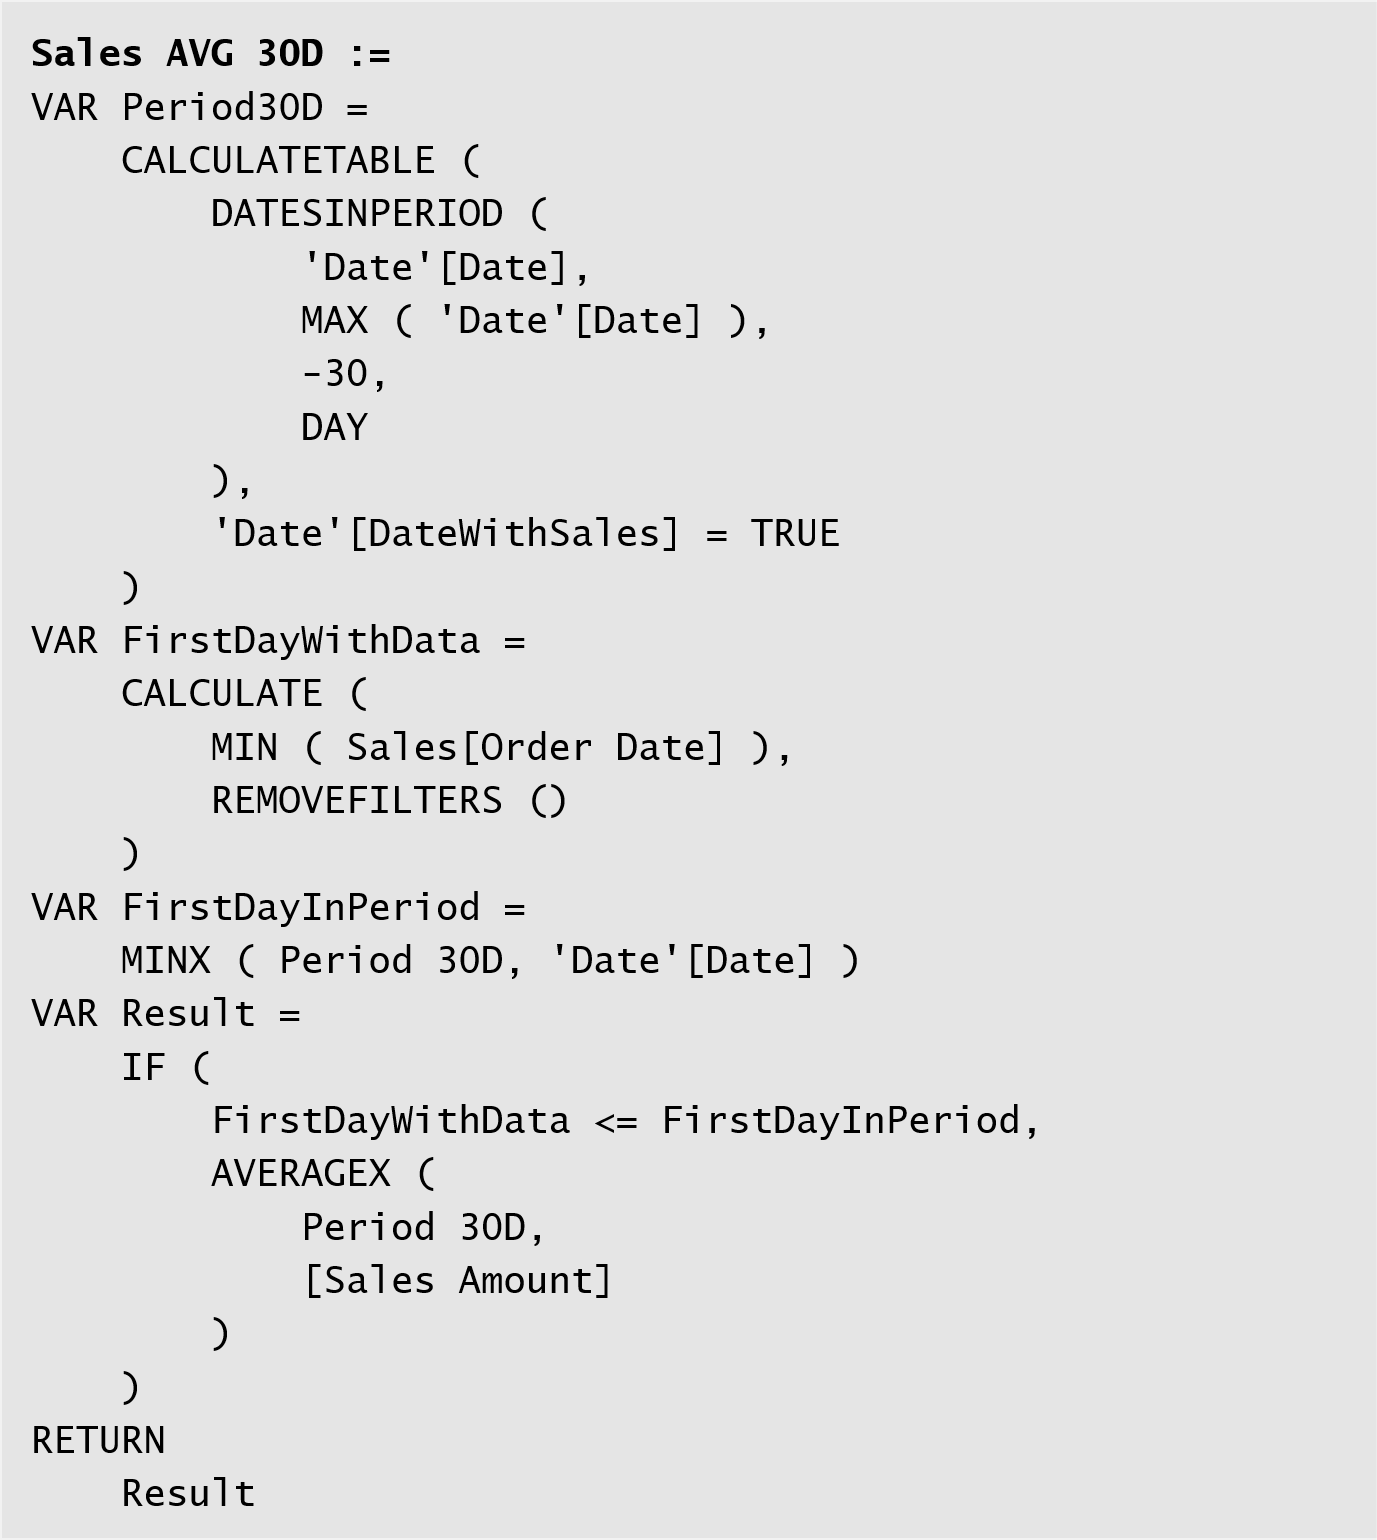 Sales AVG 30D :=
VAR Period30D =
    CALCULATETABLE (
        DATESINPERIOD (
            'Date'[Date],
            MAX ( 'Date'[Date] ),
            -30,
            DAY
        ),
        'Date'[DateWithSales] = TRUE
    )
VAR FirstDayWithData =
    CALCULATE (
        MIN ( Sales[Order Date] ),
        REMOVEFILTERS ()
    )
VAR FirstDayInPeriod =
    MINX ( Period 30D, 'Date'[Date] )
VAR Result =
    IF (
        FirstDayWithData <= FirstDayInPeriod,
        AVERAGEX (
            Period 30D,
            [Sales Amount]
        )
    )
RETURN
    Result